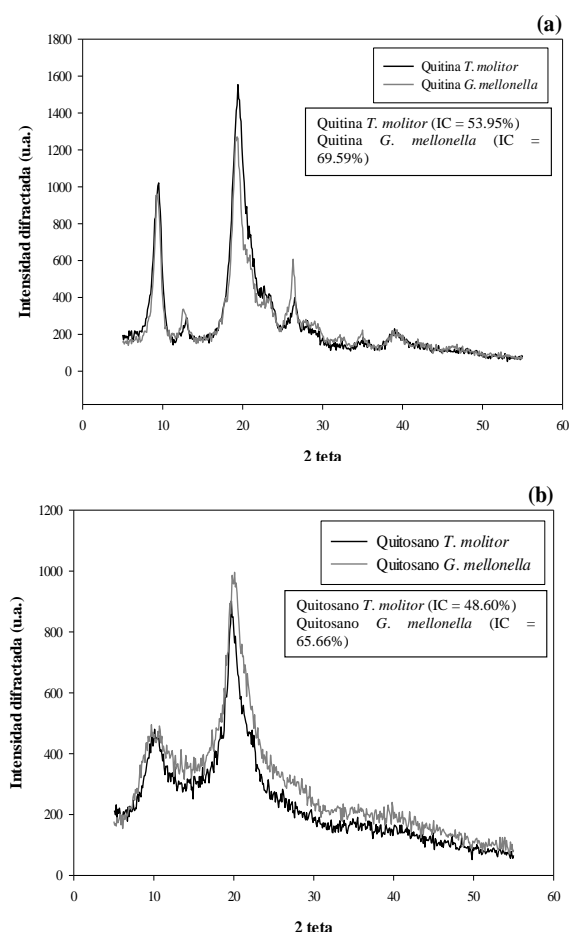 (a)
1800
1600
1400
1200
1000
800
600
400
200
0
Intensidad difractada (u.a.)
Quitina T. molitor
Quitina G. mellonella
Quitina T. molitor (IC = 53.95%)
Quitina G. mellonella (IC =
69.59%)
0 10 20 30 40 50 60
2 teta
(b)
1200
1000
800
600
400
200
0
Intensidad difractada (u.a.)
Quitosano T. molitor
Quitosano G. mellonella
Quitosano T. molitor (IC = 48.60%)
Quitosano G. mellonella (IC =
65.66%)
0 10 20 30 40 50 60
2 teta